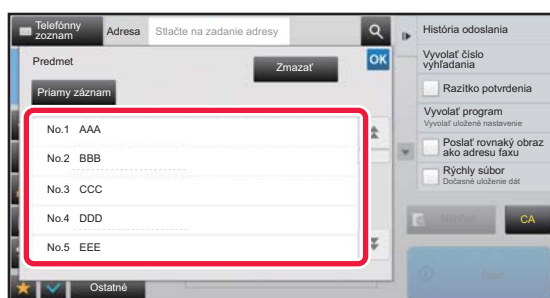 Telefónny
zoznam
Adresa
Stlačte na zadanie adresy
Predmet
Zmazať
OK
Priamy záznam
No.1 AAA
No.2 BBB
No.3 CCC
No.4 DDD
No.5 EEE
Ostatné
História odoslania
Vyvolať číslo
vyhľadania
Razítko potvrdenia
Vyvolať program
Vyvolať uložené nastavenie
Poslať rovnaký obraz
ako adresu faxu
Rýchly súbor
Dočasné uloženie dát
Náhľad
CA
Štart